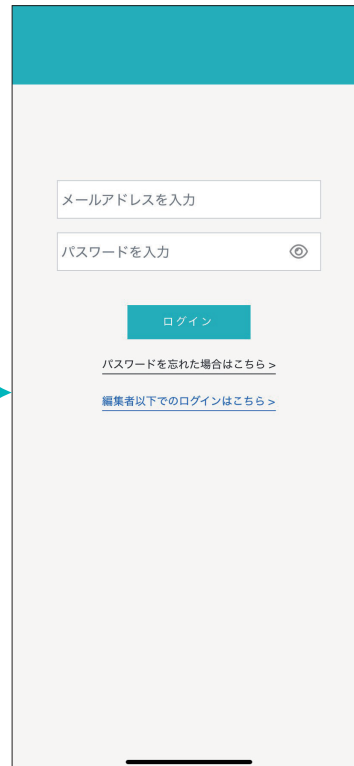 メールアドレスを入力
パスワードを入力
ログイン
パスワードを忘れた場合はこちら >
編集者以下でのログインはこちら >